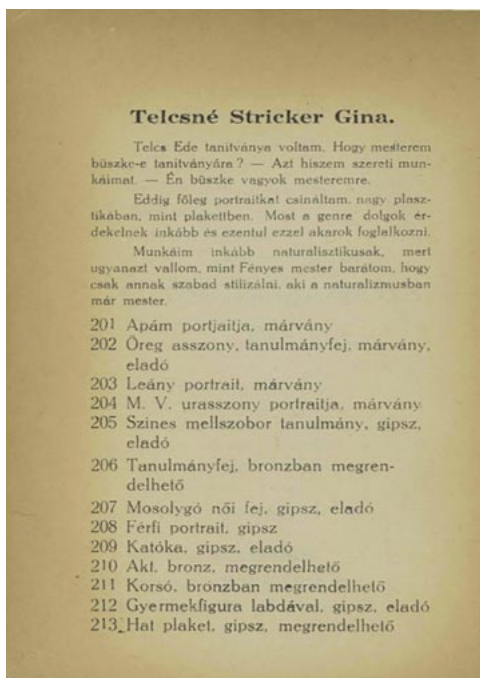 Telcsné Stricker Gina.
Telcs Ede tanitványa voltam. Hogy mesterem
büszke-e tanitványára? — Azt hiszem szereti mun-
káimat. — Én büszke vagyok mesteremre.
Eddig főleg portraitkat csináltam, nagy plasz-
tikában, mint plakettben. Most a genre dolgok ér-
dekelnek inkább és ezentul ezzel akarok foglalkozni.
Munkáim inkább naturalisztikusak, mert
ugyanazt vallom, mint Fényes mester barátom, hogy
csak annak szabad stilizálni, aki a naturalizmusban
már mester.
201 Apám portjaitja, márvány
202 Öreg asszony, tanulmányfej, márvány,
eladó
203 Leány portrait, márvány
204 M. V. urasszony portraitja, márvány
205 Szines mellszobor tanulmány, gipsz,
eladó
206 Tanulmányfej, bronzban megren-
delhető
207 Mosolygó női fej, gipsz, eladó
208 Férfi portrait, gipsz
209 Katóka, gipsz, eladó
210 Akt, bronz, megrendelhető
211 Korsó, bronzban megrendelhető
212 Gyermekfigura labdával, gipsz, eladó
213 Hat plaket, gipsz, megrendelhető